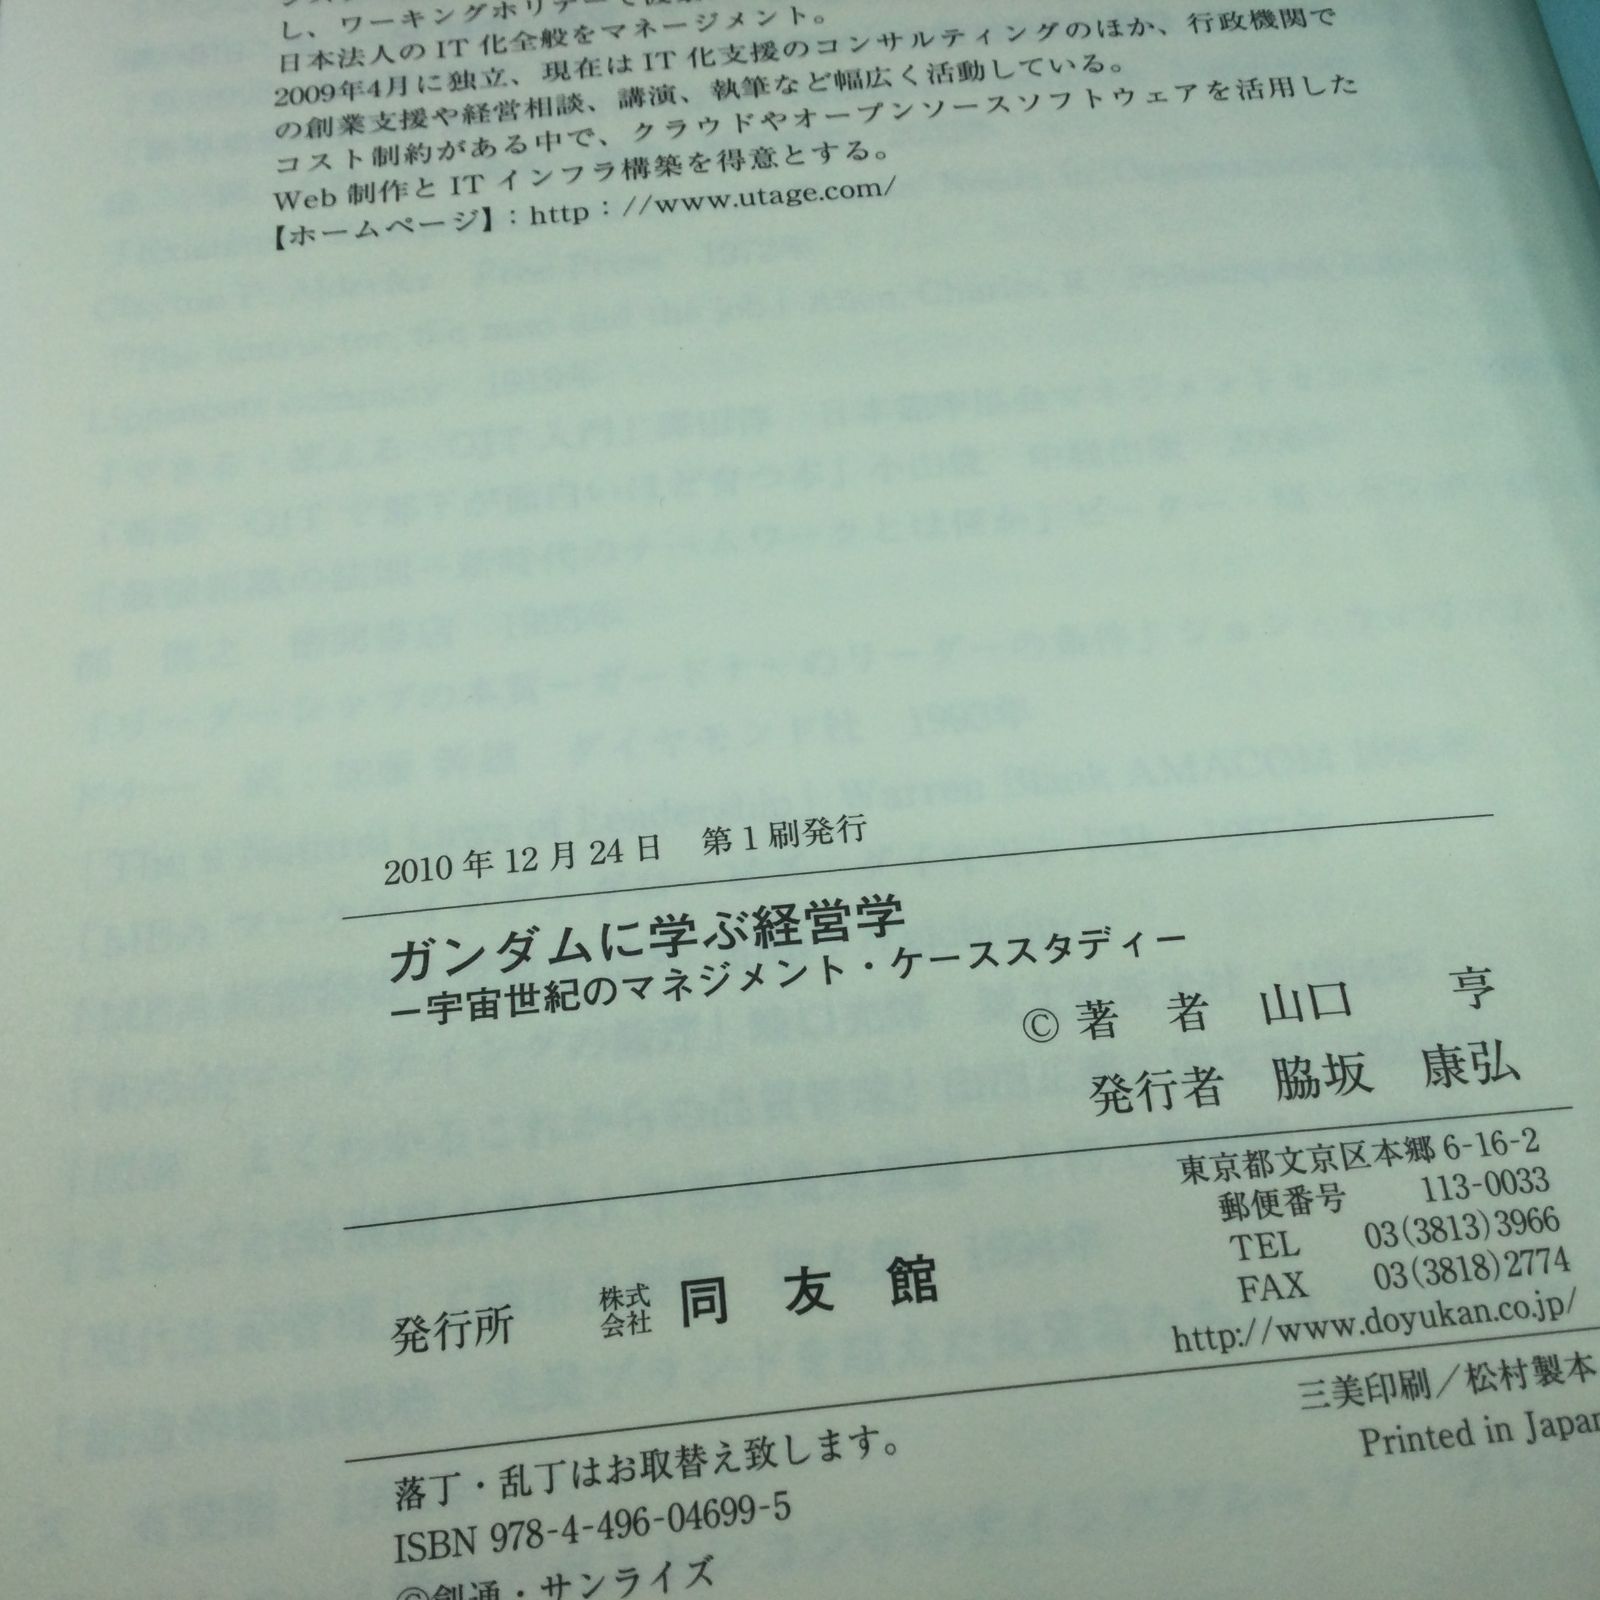 し、ワーキングホリデーで
日本法人のIT化全般をマネージメント。
2009年4月に独立、現在はIT化支援のコンサルティングのほか、行政機関で
の創業支援や経営相談、講演、執筆など幅広く活動している。
コスト制約がある中で、クラウドやオープンソースソフトウェアを活用した
Web制作とITインフラ構築を得意とする。
【ホームページ】: http：//www.utage.com/
2010年12月24日　第1刷発行
ガンダムに学ぶ経営学
ー宇宙世紀のマネジメント・ケーススタディー
©著　者　山口　　亨
発行者　脇坂　康弘
東京都文京区本郷 6-16-2
郵便番号　113-0033
TEL　03(3813)3966
FAX　03(3818)2774
http://www.doyukan.co.jp/
発行所　株式会社　同　友　館
三美印刷／松村製本
Printed in Japan
落丁・乱丁はお取替え致します。
ISBN 978-4-496-04699-5
©創通・サンライズ